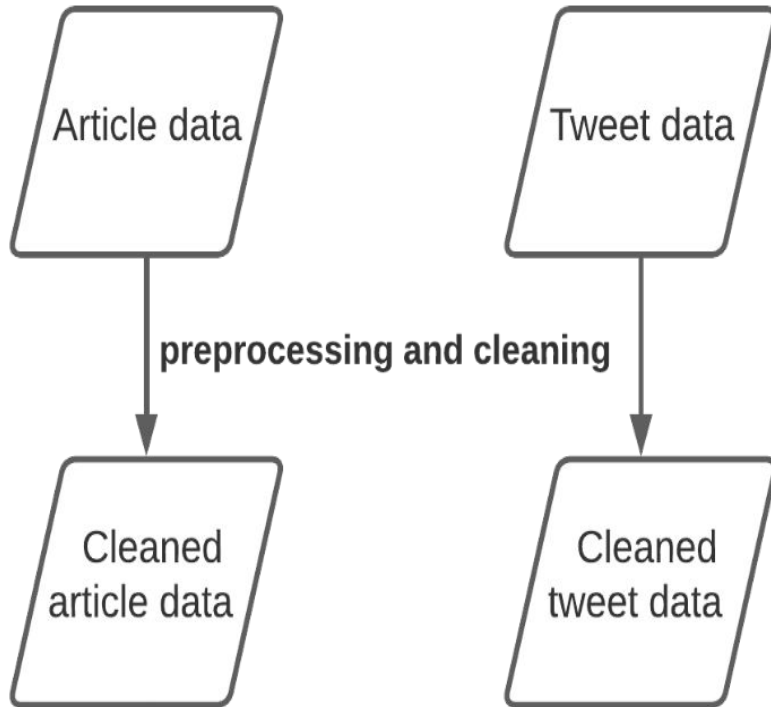 Article data
Tweet data
preprocessing and cleaning
Cleaned
article data
Cleaned
tweet data